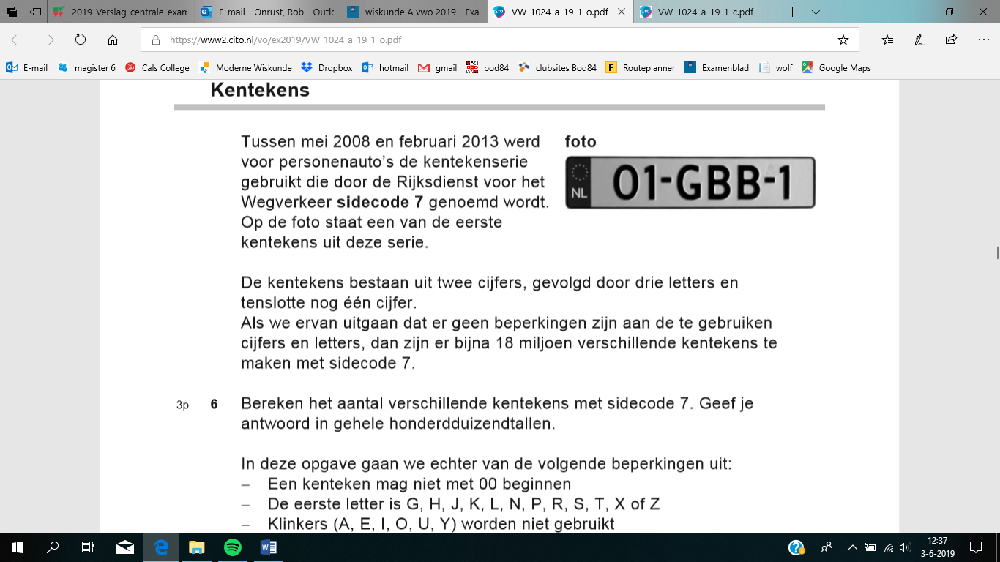 2019-Verslag-centrale-exam
E-mail - Onrust, Rob - Outlo
wiskunde A vwo 2019 - Exa
VW-1024-a-19-1-o.pdf
VW-1024-a-19-1-c.pdf
https://www2.cito.nl/vo/ex2019/VW-1024-a-19-1-o.pdf
E-mail
magister 6
Cals College
Moderne Wiskunde
Dropbox
hotmail
gmail
bod84
clubsites Bod84
Routeplanner
Examenblad
wolf
Google Maps
Kentekens
Tussen mei 2008 en februari 2013 werd
voor personenauto's de kentekenserie
gebruikt die door de Rijksdienst voor het
Wegverkeer sidecode 7 genoemd wordt.
Op de foto staat een van de eerste
kentekens uit deze serie.
foto
NL
01-GBB-1
De kentekens bestaan uit twee cijfers, gevolgd door drie letters en
tenslotte nog één cijfer.
Als we ervan uitgaan dat er geen beperkingen zijn aan de te gebruiken
cijfers en letters, dan zijn er bijna 18 miljoen verschillende kentekens te
maken met sidecode 7.
3p 6 Bereken het aantal verschillende kentekens met sidecode 7. Geef je
antwoord in gehele honderdduizendtallen.
In deze opgave gaan we echter van de volgende beperkingen uit:
– Een kenteken mag niet met 00 beginnen
– De eerste letter is G, H, J, K, L, N, P, R, S, T, X of Z
– Klinkers (A, E, I, O, U, Y) worden niet gebruikt
12:37
3-6-2019